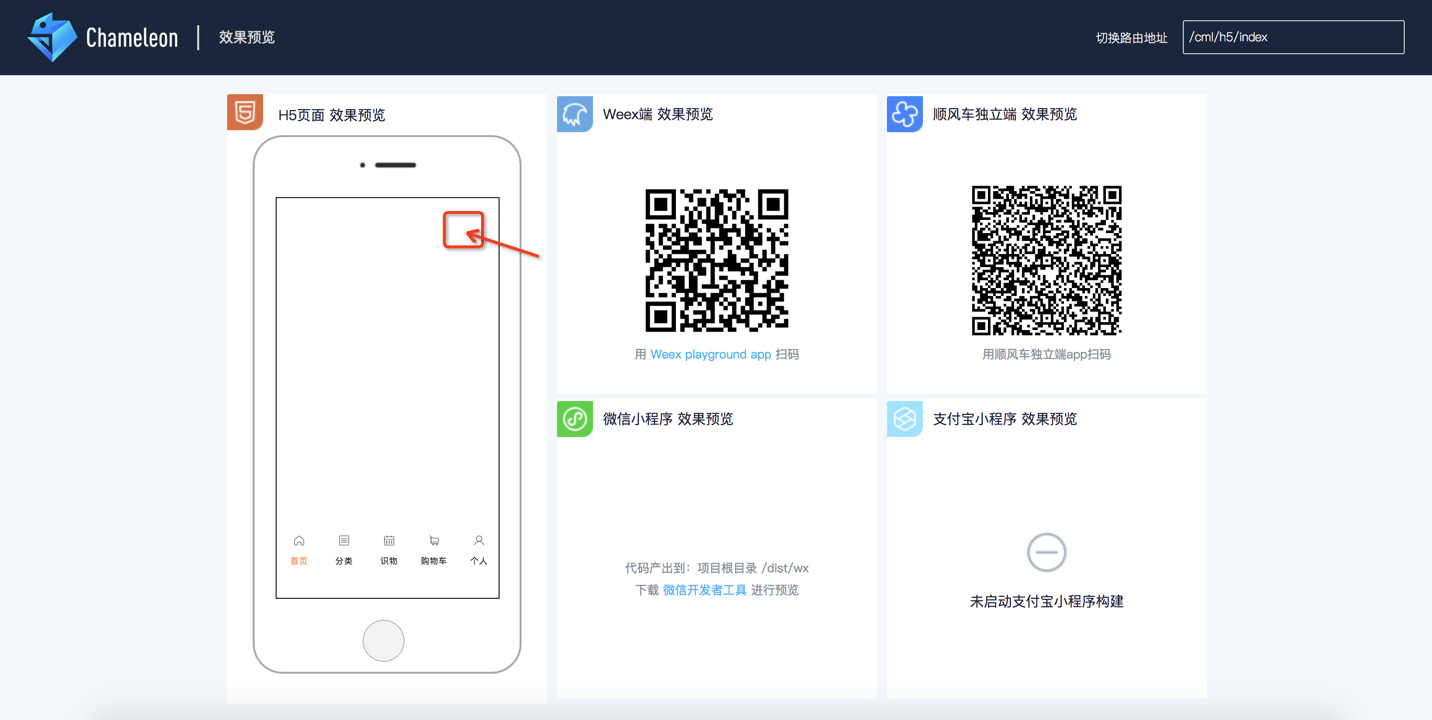 Chameleon
效果预览
切换路由地址
/cml/h5/index
H5页面 效果预览
首页
分类
识物
购物车
个人
Weex端 效果预览
用 Weex playground app 扫码
顺风车独立端 效果预览
用顺风车独立端app扫码
微信小程序 效果预览
代码产出到：项目根目录 /dist/wx
下载 微信开发者工具 进行预览
支付宝小程序 效果预览
未启动支付宝小程序构建